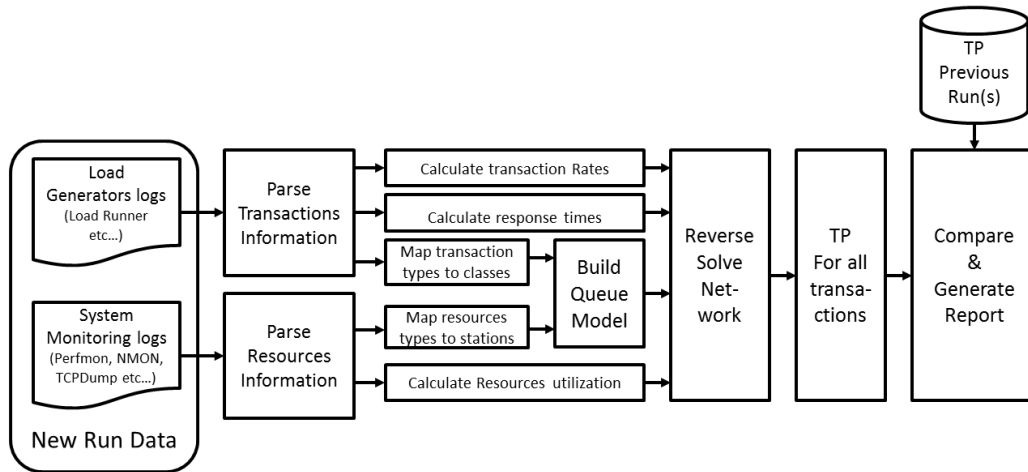 TP
Previous
Run(s)
Load
Generators logs
(Load Runner
etc...)
System
Monitoring logs
(Perfmon, NMON,
TCPDump etc...)
New Run Data
Parse
Transactions
Information
Parse
Resources
Information
Calculate transaction Rates
Calculate response times
Map transaction
types to classes
Map resources
types to stations
Calculate Resources utilization
Build
Queue
Model
Reverse
Solve
Net-
work
TP
For all
transa-
ctions
Compare
&
Generate
Report